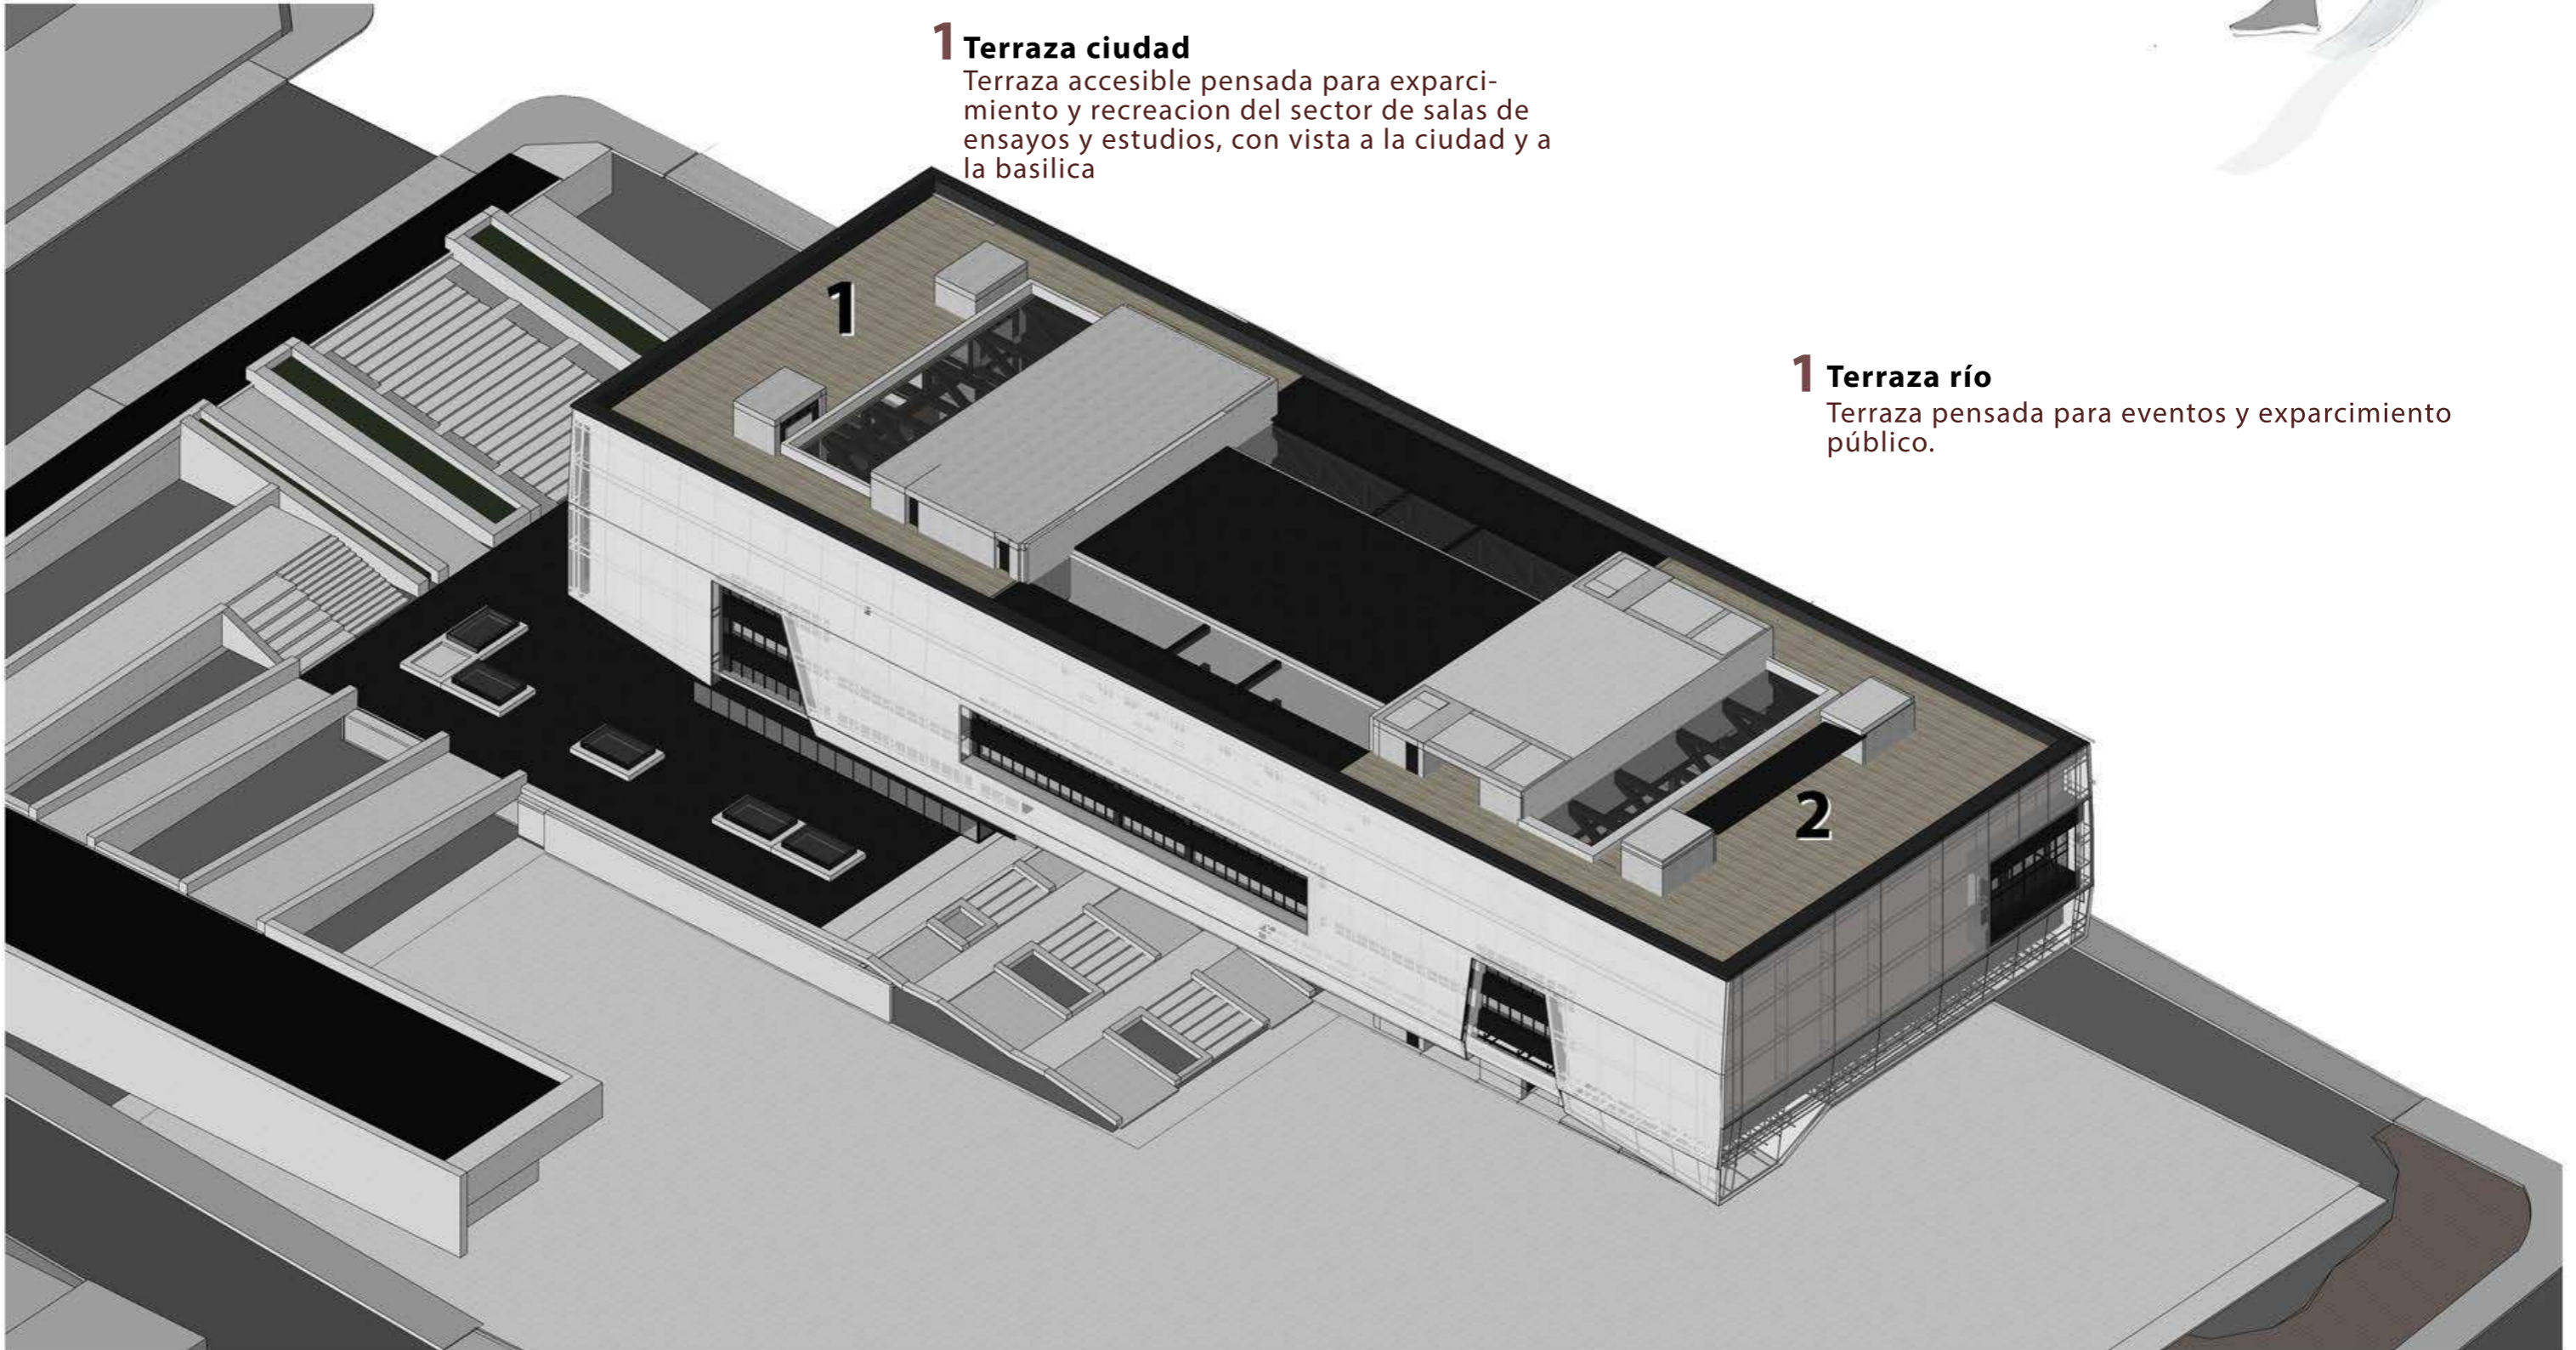 1 Terraza ciudad
Terraza accesible pensada para exparci-
miento y recreacion del sector de salas de
ensayos y estudios, con vista a la ciudad y a
la basilica
1
1 Terraza río
Terraza pensada para eventos y exparcimiento
público.
2